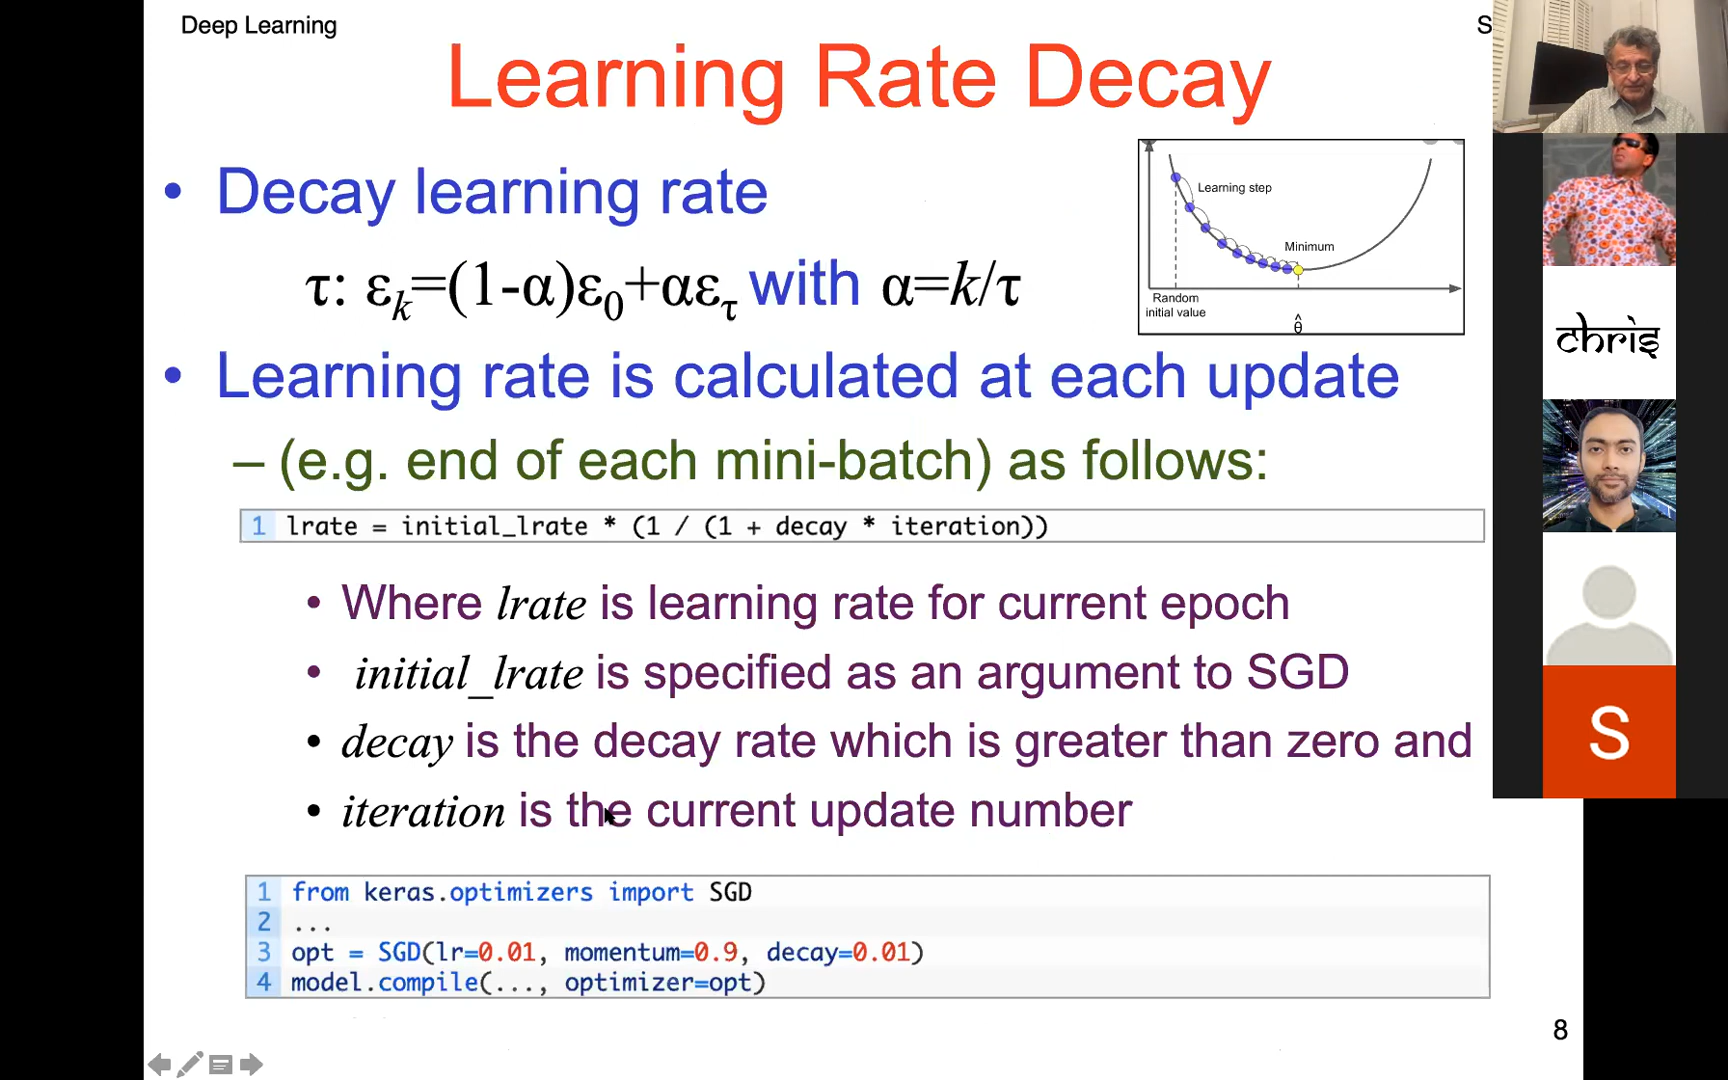 Deep Learning
S
Learning Rate Decay
• Decay learning rate
τ: ε_k=(1-α)ε_0+αε_τ with α=k/τ
Learning step
Minimum
Random
initial value
θ̂
• Learning rate is calculated at each update
– (e.g. end of each mini-batch) as follows:
1 lrate = initial_lrate * (1 / (1 + decay * iteration))
• Where lrate is learning rate for current epoch
• initial_lrate is specified as an argument to SGD
• decay is the decay rate which is greater than zero and
• iteration is the current update number
1 from keras.optimizers import SGD
2 ...
3 opt = SGD(lr=0.01, momentum=0.9, decay=0.01)
4 model.compile(..., optimizer=opt)
8
chris
S